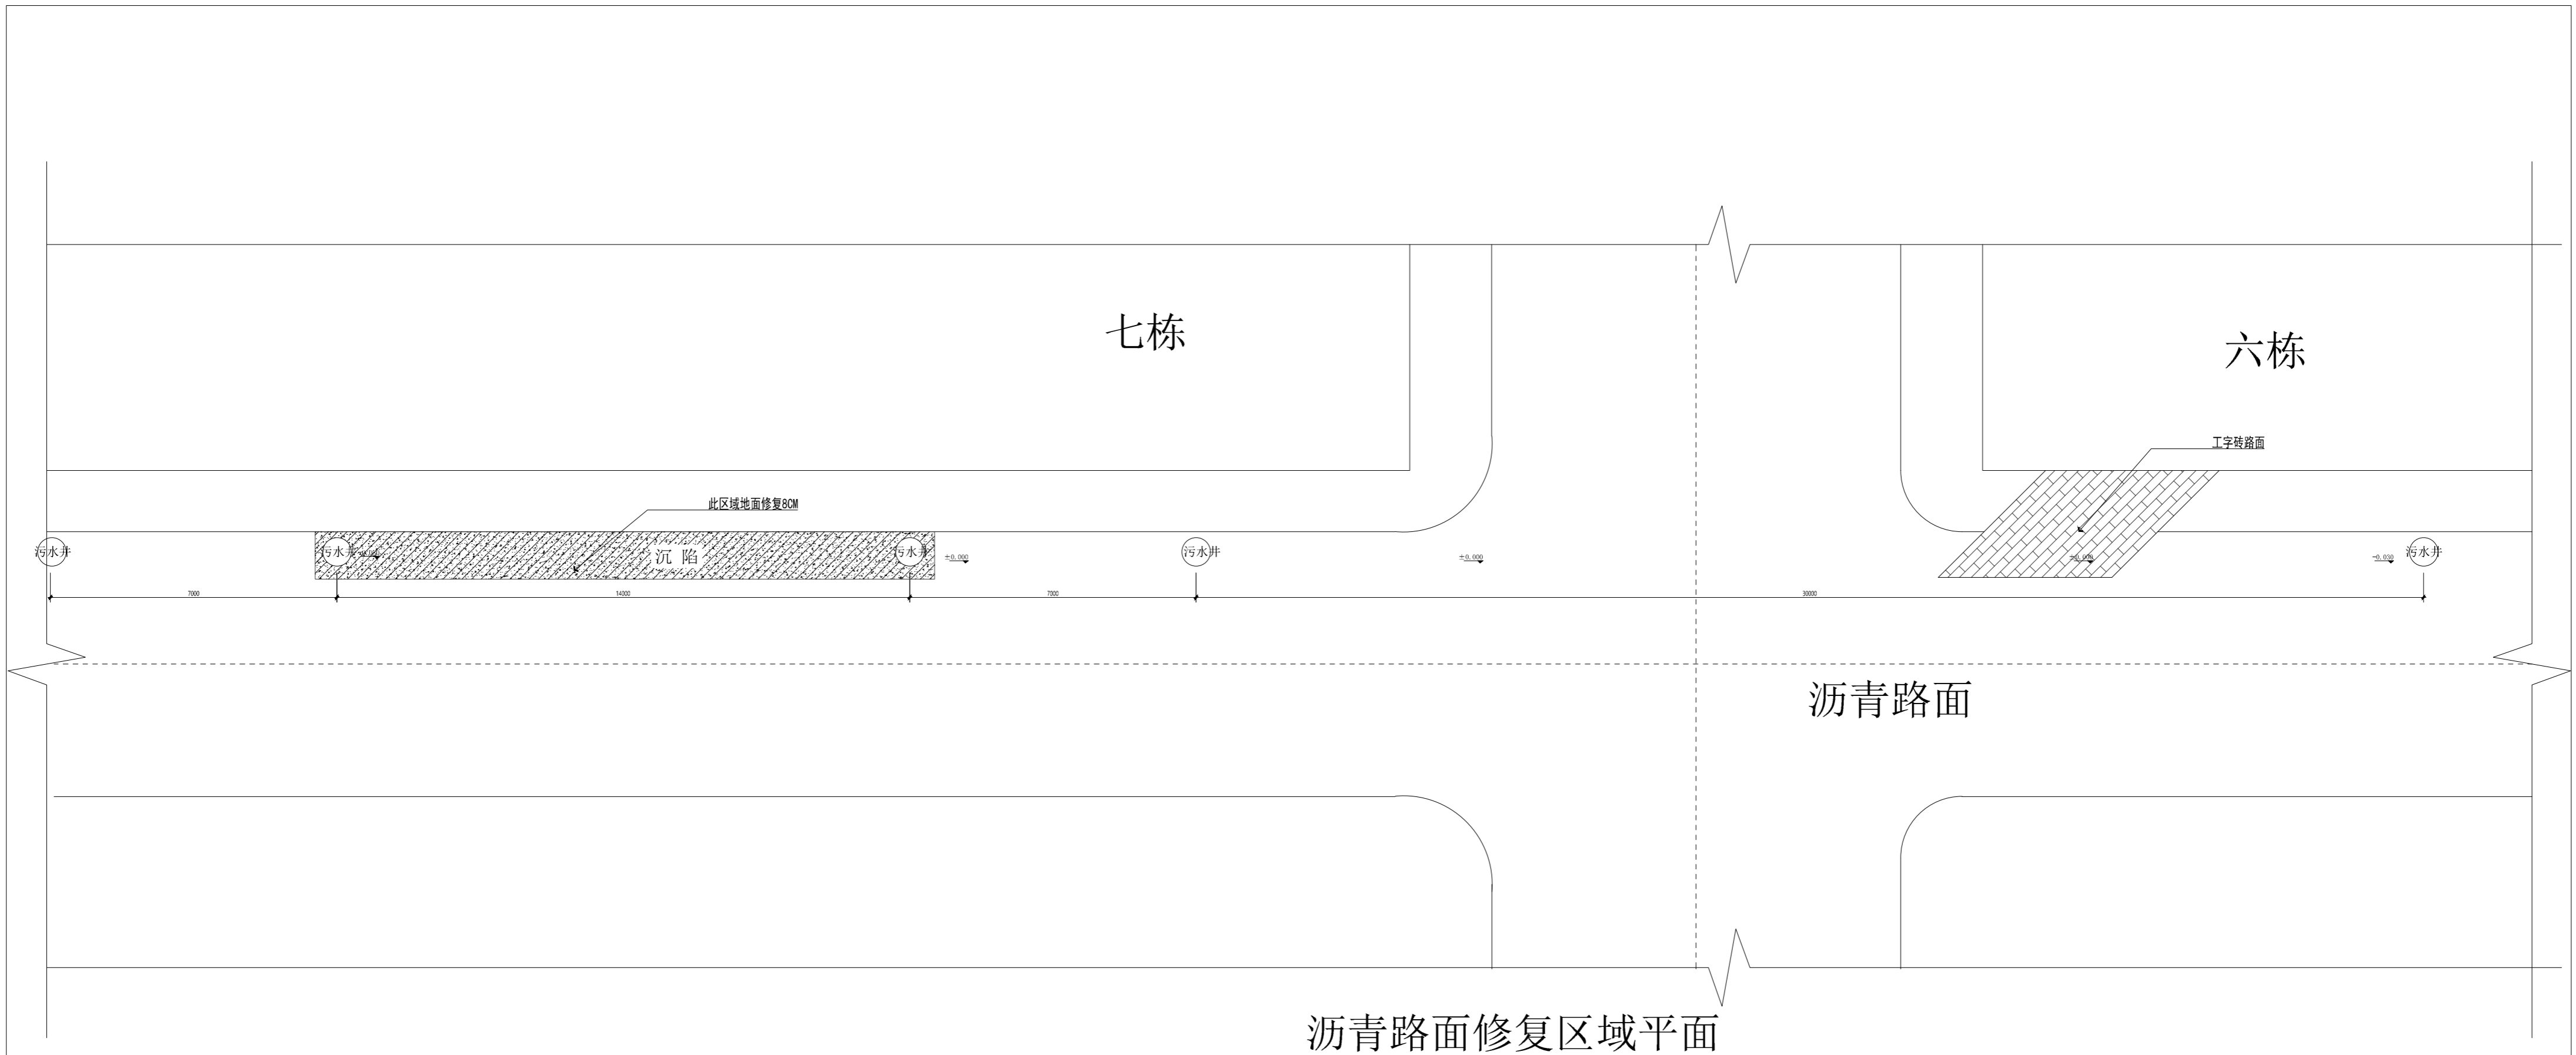 七栋
六栋
工字砖路面
此区域地面修复8CM
污水井
污水井
沉 陷
污水井
±0.000
污水井
±0.000
-0.030
污水井
7000
14000
7000
30000
沥青路面
沥青路面修复区域平面